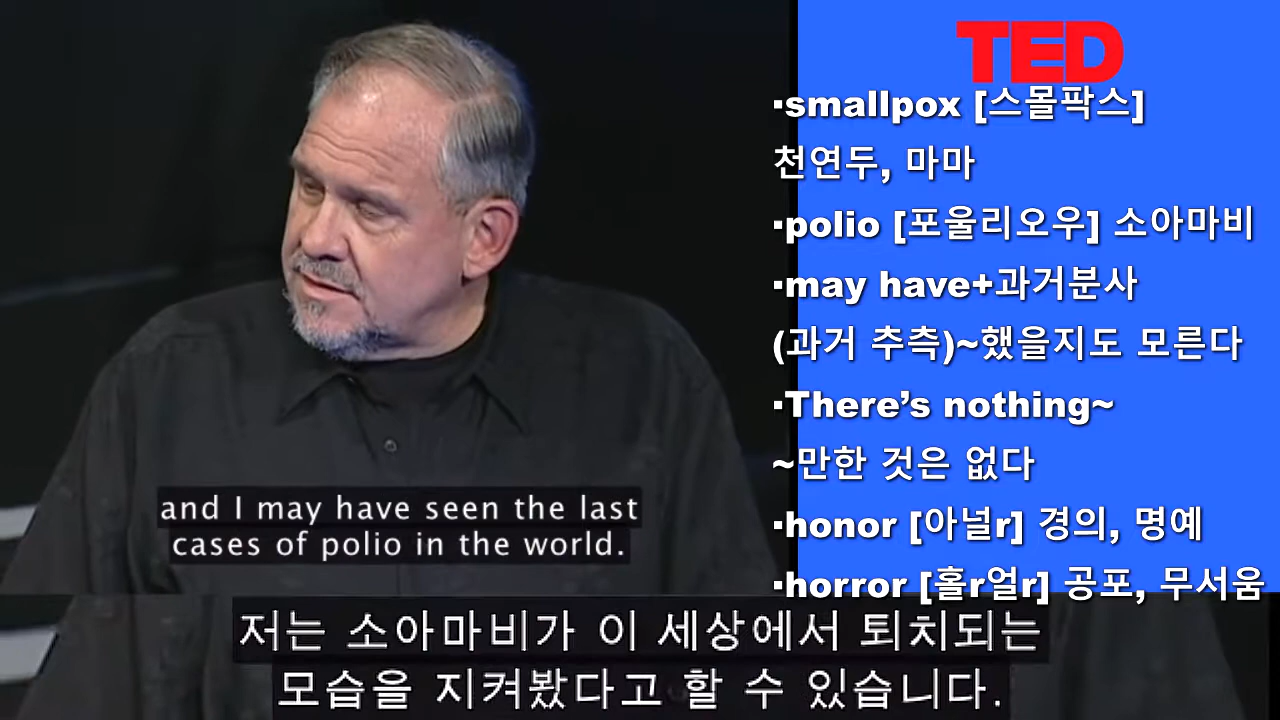 TED
▪smallpox [스몰팍스]
천연두, 마마
▪polio [포울리오우] 소아마비
▪may have+과거분사
(과거 추측)~했을지도 모른다
▪There’s nothing~
~만한 것은 없다
▪honor [아널r] 경의, 명예
▪horror [홀r얼r] 공포, 무서움
and I may have seen the last
cases of polio in the world.
저는 소아마비가 이 세상에서 퇴치되는
모습을 지켜봤다고 할 수 있습니다.